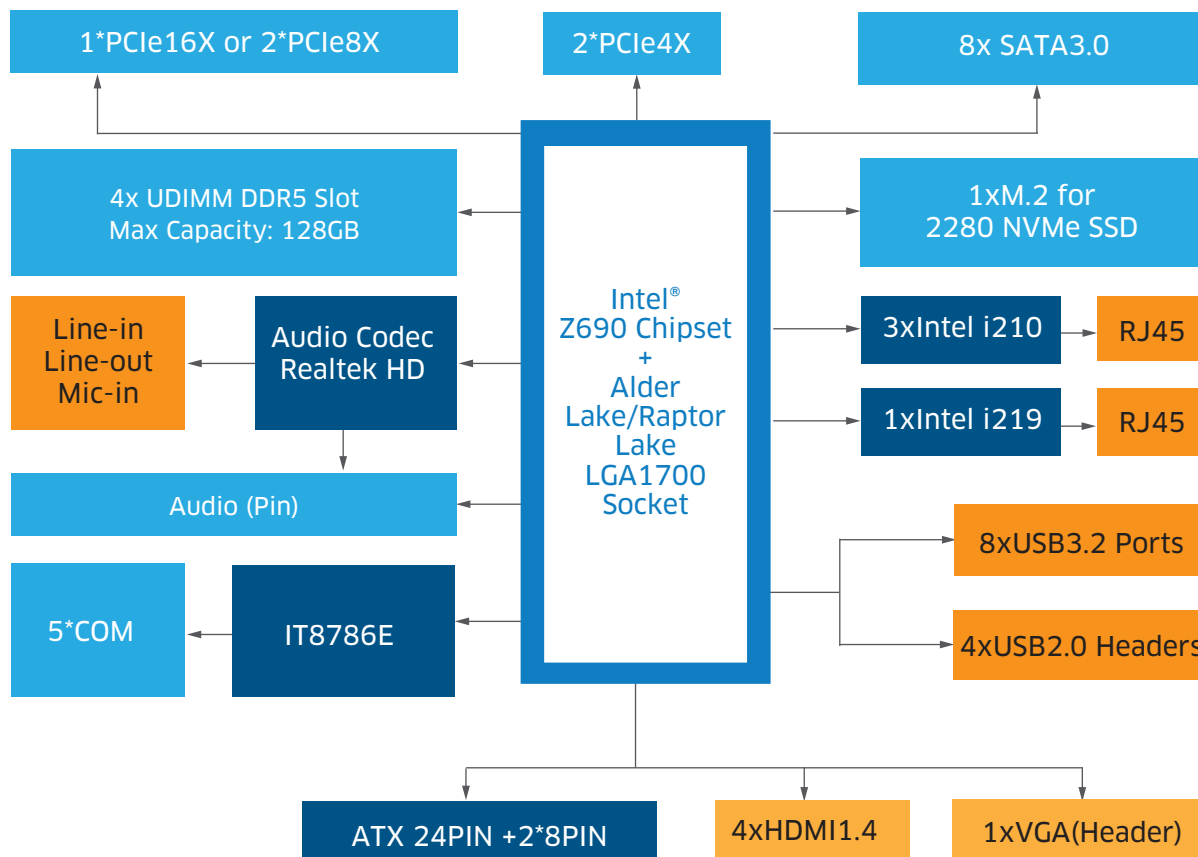 1*PCIe16X or 2*PCIe8X
2*PCIe4X
8x SATA3.0
4x UDIMM DDR5 Slot
Max Capacity: 128GB
1xM.2 for
2280 NVMe SSD
Intel®
Z690 Chipset
+
Alder
Lake/Raptor
Lake
LGA1700
Socket
Line-in
Line-out
Mic-in
Audio Codec
Realtek HD
3xIntel i210
RJ45
1xIntel i219
RJ45
Audio (Pin)
8xUSB3.2 Ports
5*COM
IT8786E
4xUSB2.0 Headers
ATX 24PIN +2*8PIN
4xHDMI1.4
1xVGA(Header)